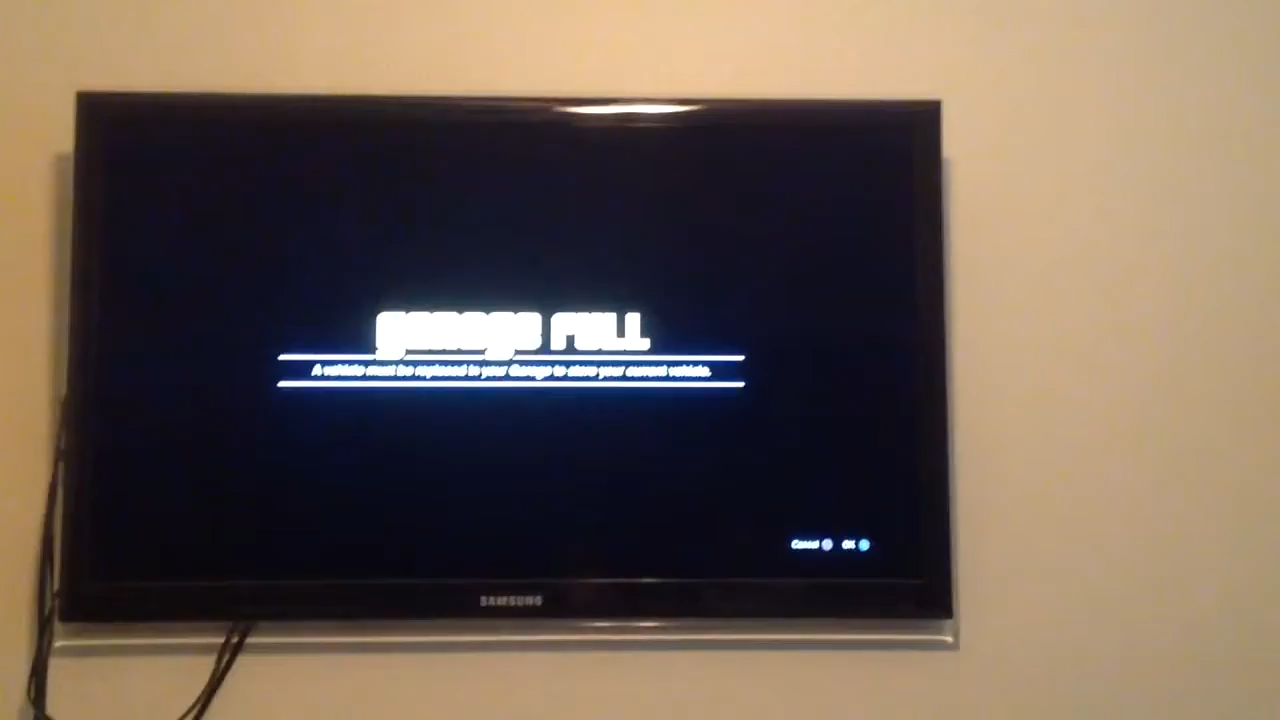 garage FULL
A vehicle must be replaced in your Garage to store your current vehicle.
Cancel OK
SAMSUNG